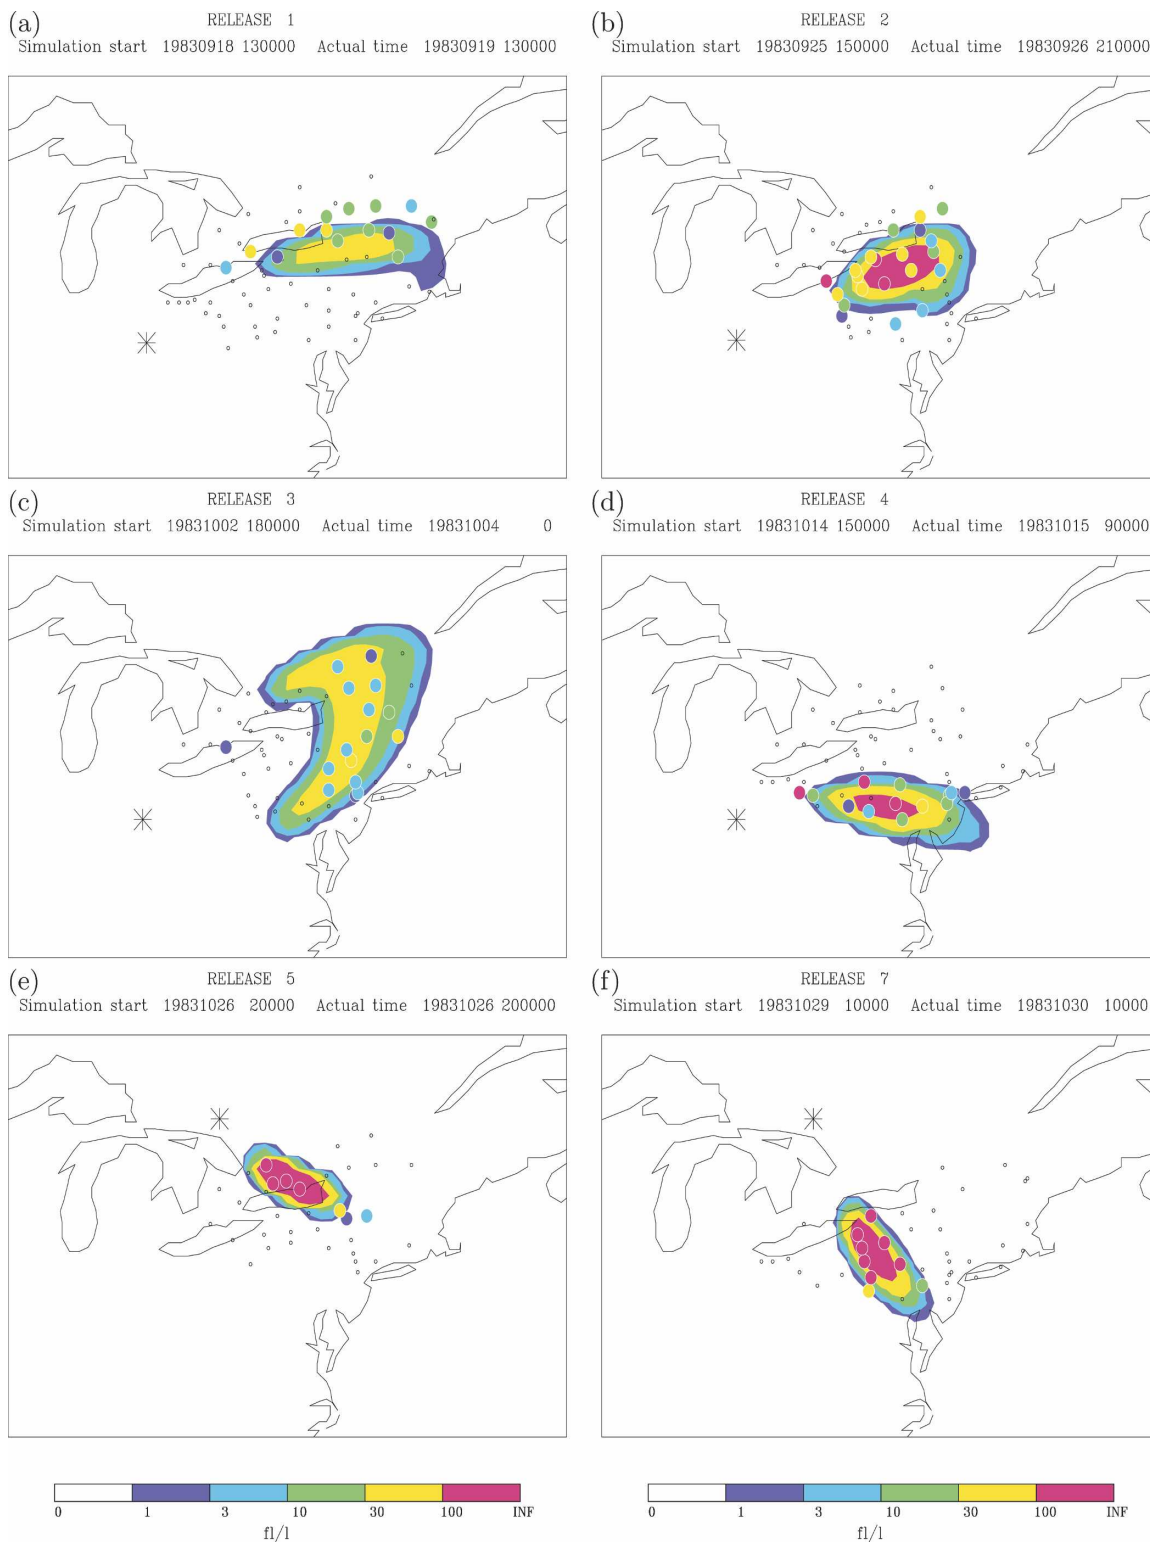 (a) RELEASE 1
Simulation start 19830918 130000 Actual time 19830919 130000
(b) RELEASE 2
Simulation start 19830925 150000 Actual time 19830926 210000
(c) RELEASE 3
Simulation start 19831002 180000 Actual time 19831004 0
(d) RELEASE 4
Simulation start 19831014 150000 Actual time 19831015 90000
(e) RELEASE 5
Simulation start 19831026 20000 Actual time 19831026 200000
(f) RELEASE 7
Simulation start 19831029 10000 Actual time 19831030 10000
0 1 3 10 30 100 INF
fl/l
0 1 3 10 30 100 INF
fl/l